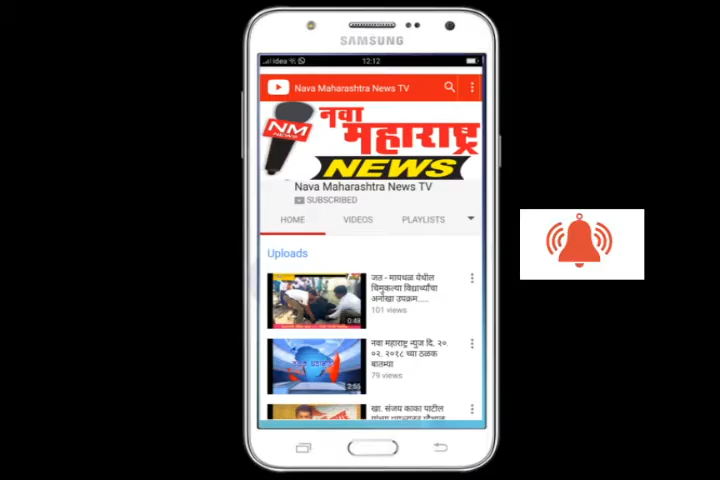 SAMSUNG
Idea
12:12
Nava Maharashtra News TV
नवा
NM
NEWS
महाराष्ट्र
NEWS
Nava Maharashtra News TV
SUBSCRIBED
HOME VIDEOS PLAYLISTS
Uploads
जत - मायथळ येथील
चिमुकल्या विद्यार्थ्यांचा
अनोखा उपक्रम.....
101 views
0:48
नवा महाराष्ट्र न्युज दि. २०.
०२. २०१८ च्या ठळक
बातम्या
79 views
2:55
खा. संजय काका पाटील